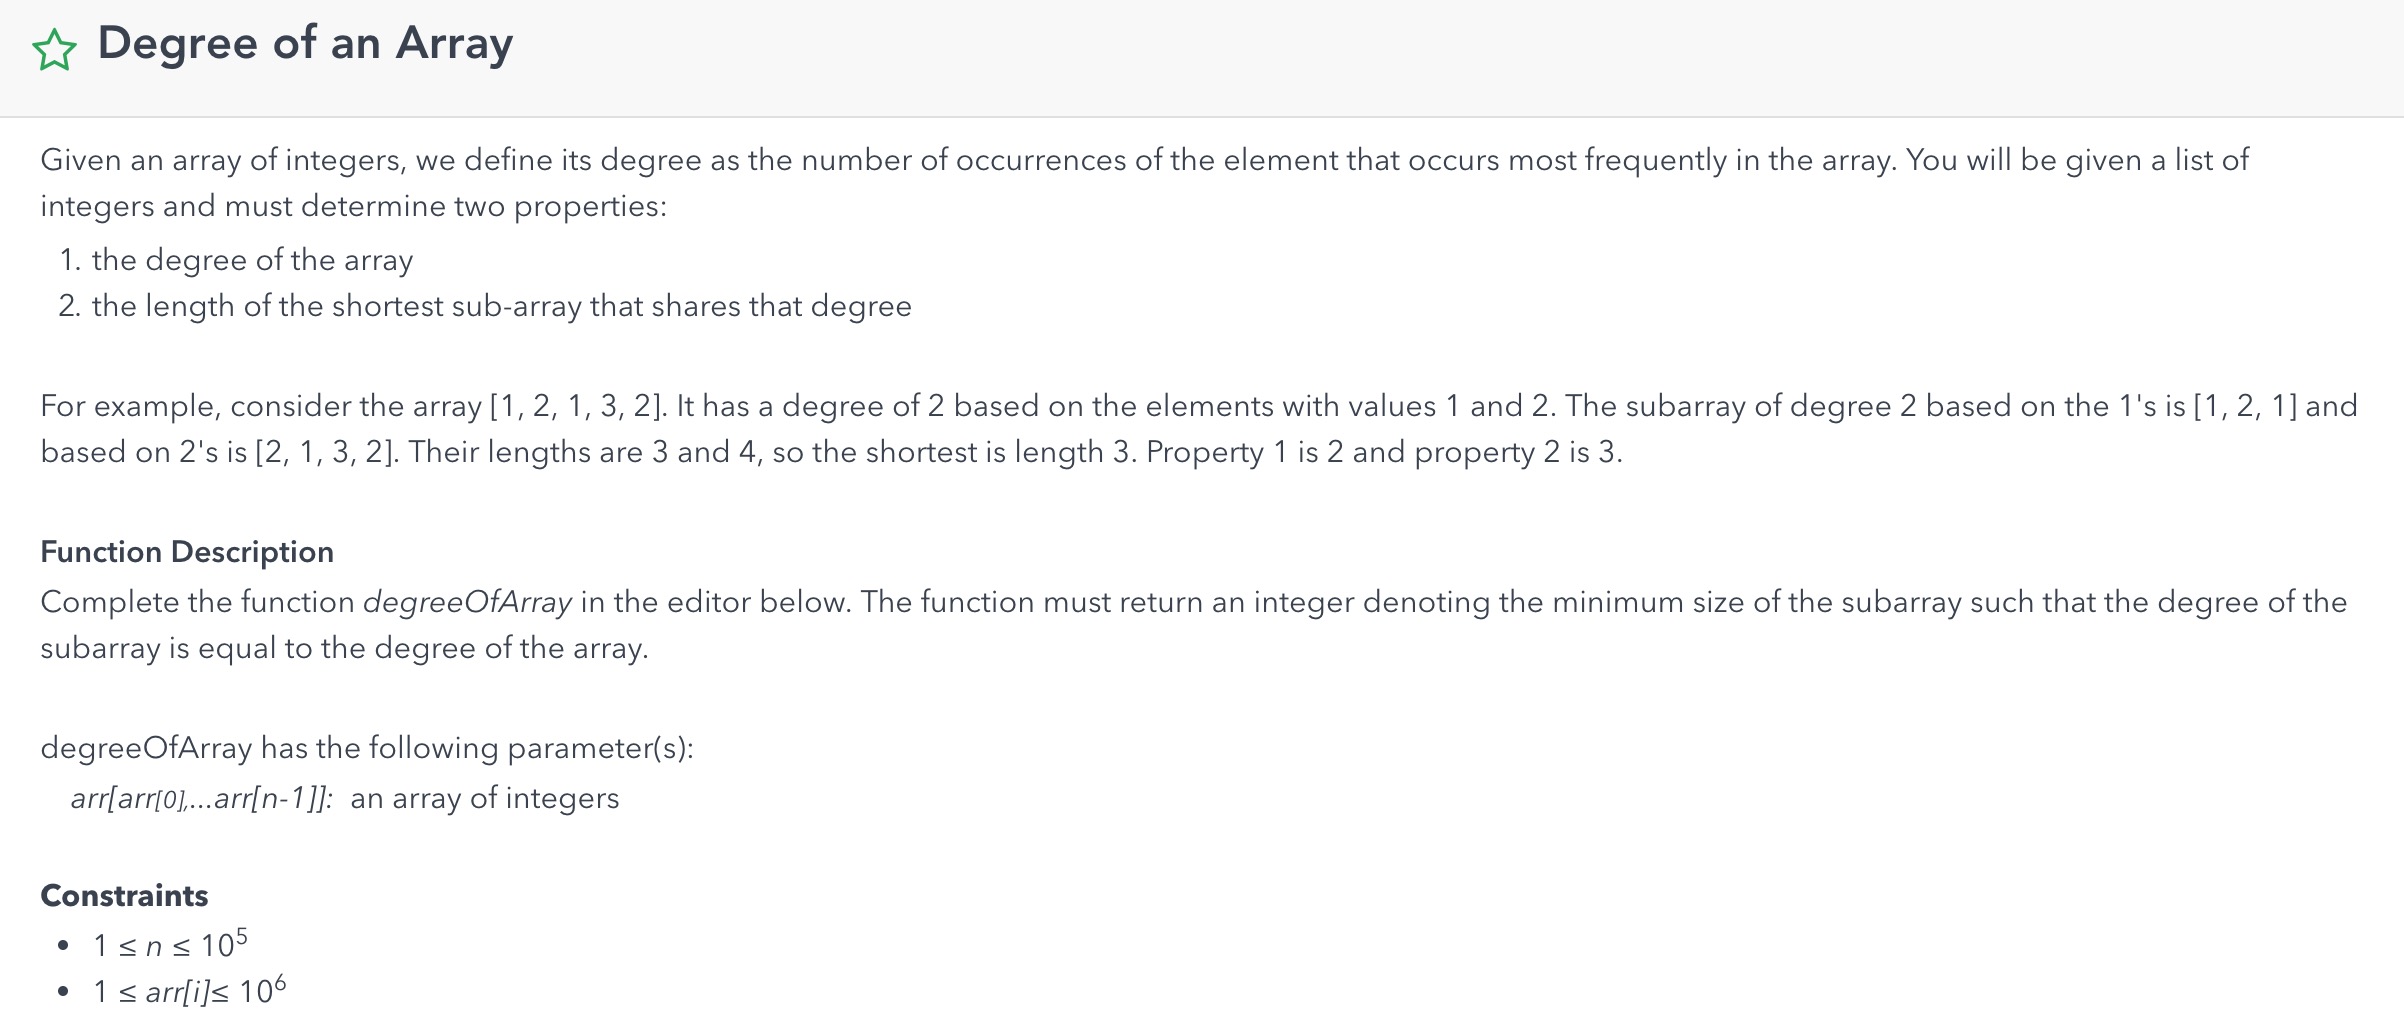 Degree of an Array
Given an array of integers, we define its degree as the number of occurrences of the element that occurs most frequently in the array. You will be given a list of
integers and must determine two properties:
1. the degree of the array
2. the length of the shortest sub-array that shares that degree
For example, consider the array [1, 2, 1, 3, 2]. It has a degree of 2 based on the elements with values 1 and 2. The subarray of degree 2 based on the 1's is [1, 2, 1] and
based on 2's is [2, 1, 3, 2]. Their lengths are 3 and 4, so the shortest is length 3. Property 1 is 2 and property 2 is 3.
Function Description
Complete the function degreeOfArray in the editor below. The function must return an integer denoting the minimum size of the subarray such that the degree of the
subarray is equal to the degree of the array.
degreeOfArray has the following parameter(s):
arr[arr[0],...arr[n-1]]: an array of integers
Constraints
• 1 ≤ n ≤ 10⁵
• 1 ≤ arr[i]≤ 10⁶